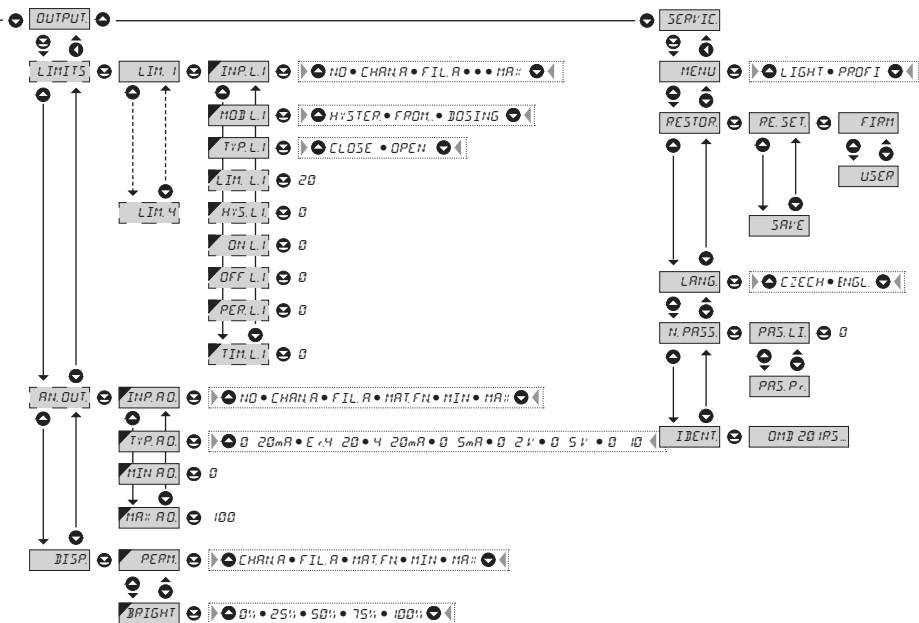 OUTPUT.
LIMITS
LIM. 1
INP.L.1
NO • CHAN.A • FIL. A • • • MAX
MOD L.1
HYSTER. • FROM.. • DOSING
TYP. L.1
CLOSE • OPEN
LIM. L.1
20
LIM. 4
HYS. L.1
0
ON L.1
0
OFF L.1
0
PER. L.1
0
TIM. L.1
0
AN. OUT.
INP. A.O.
NO • CHAN.A • FIL. A • MAT.FN. • MIN • MAX
TYP. A.O.
0 20mA • Er.4 20 • 4 20mA • 0 5mA • 0 2V • 0 5V • 0 10
MIN A.O.
0
MAX A.O.
100
DISP.
PERM.
CHAN.A • FIL. A • MAT.FN. • MIN • MAX
BRIGHT
0% • 25% • 50% • 75% • 100%
SERVIC.
MENU
LIGHT • PROFI
RESTOR.
RE. SET.
FIRM
USER
SAVE
LANG.
CZECH • ENGL.
N. PASS.
PAS. LI.
0
PAS. Pr.
IDENT.
OMB 201RS...